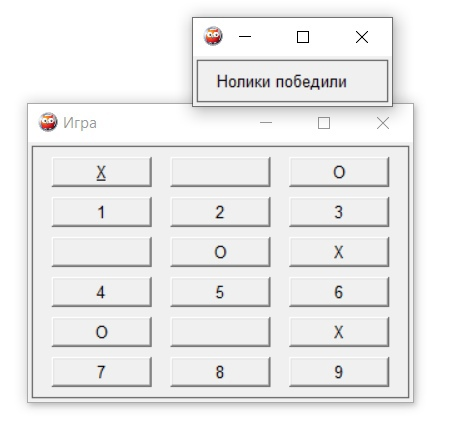 Нолики победили
Игра
X O
1 2 3
O X
4 5 6
O X
7 8 9